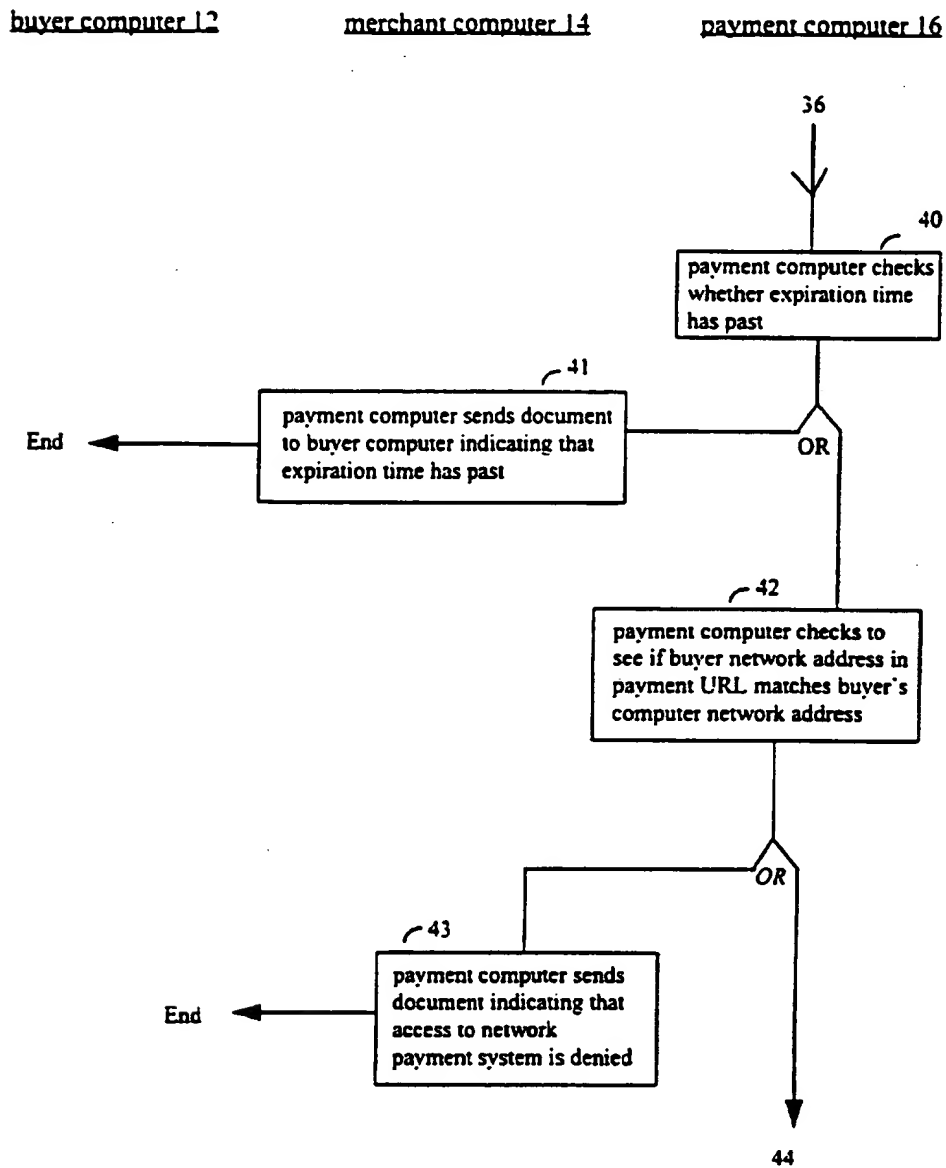 buyer computer 12
merchant computer 14
payment computer 16
36
40
payment computer checks
whether expiration time
has past
41
payment computer sends document
to buyer computer indicating that
expiration time has past
End
OR
42
payment computer checks to
see if buyer network address in
payment URL matches buyer's
computer network address
OR
43
payment computer sends
document indicating that
access to network
payment system is denied
End
44